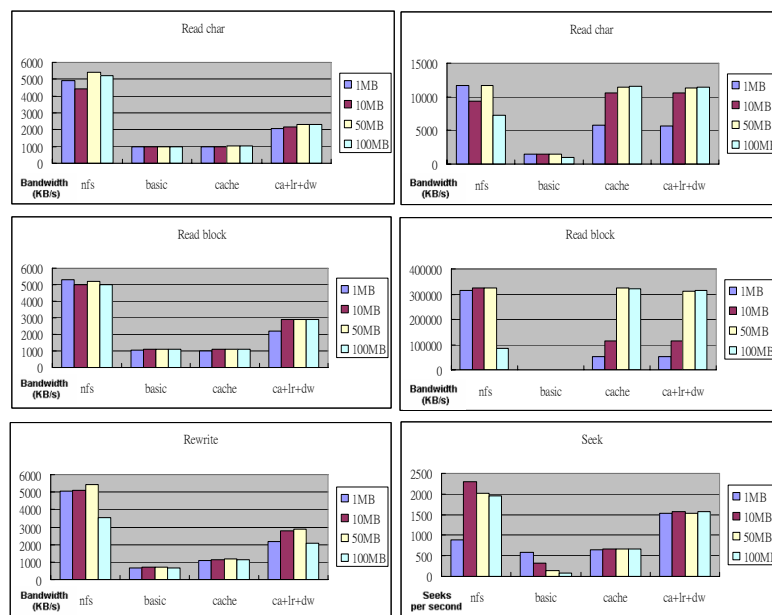 Read char
6000
5000
4000
3000
2000
1000
0
Bandwidth
(KB/s)
nfs basic cache ca+lr+dw
1MB
10MB
50MB
100MB
Read char
15000
10000
5000
0
Bandwidth
(KB/s)
nfs basic cache ca+lr+dw
1MB
10MB
50MB
100MB
Read block
6000
5000
4000
3000
2000
1000
0
Bandwidth
(KB/s)
nfs basic cache ca+lr+dw
1MB
10MB
50MB
100MB
Read block
400000
300000
200000
100000
0
Bandwidth
(KB/s)
nfs basic cache ca+lr+dw
1MB
10MB
50MB
100MB
Rewrite
6000
5000
4000
3000
2000
1000
0
Bandwidth
(KB/s)
nfs basic cache ca+lr+dw
1MB
10MB
50MB
100MB
Seek
2500
2000
1500
1000
500
0
Seeks
per second
nfs basic cache ca+lr+dw
1MB
10MB
50MB
100MB